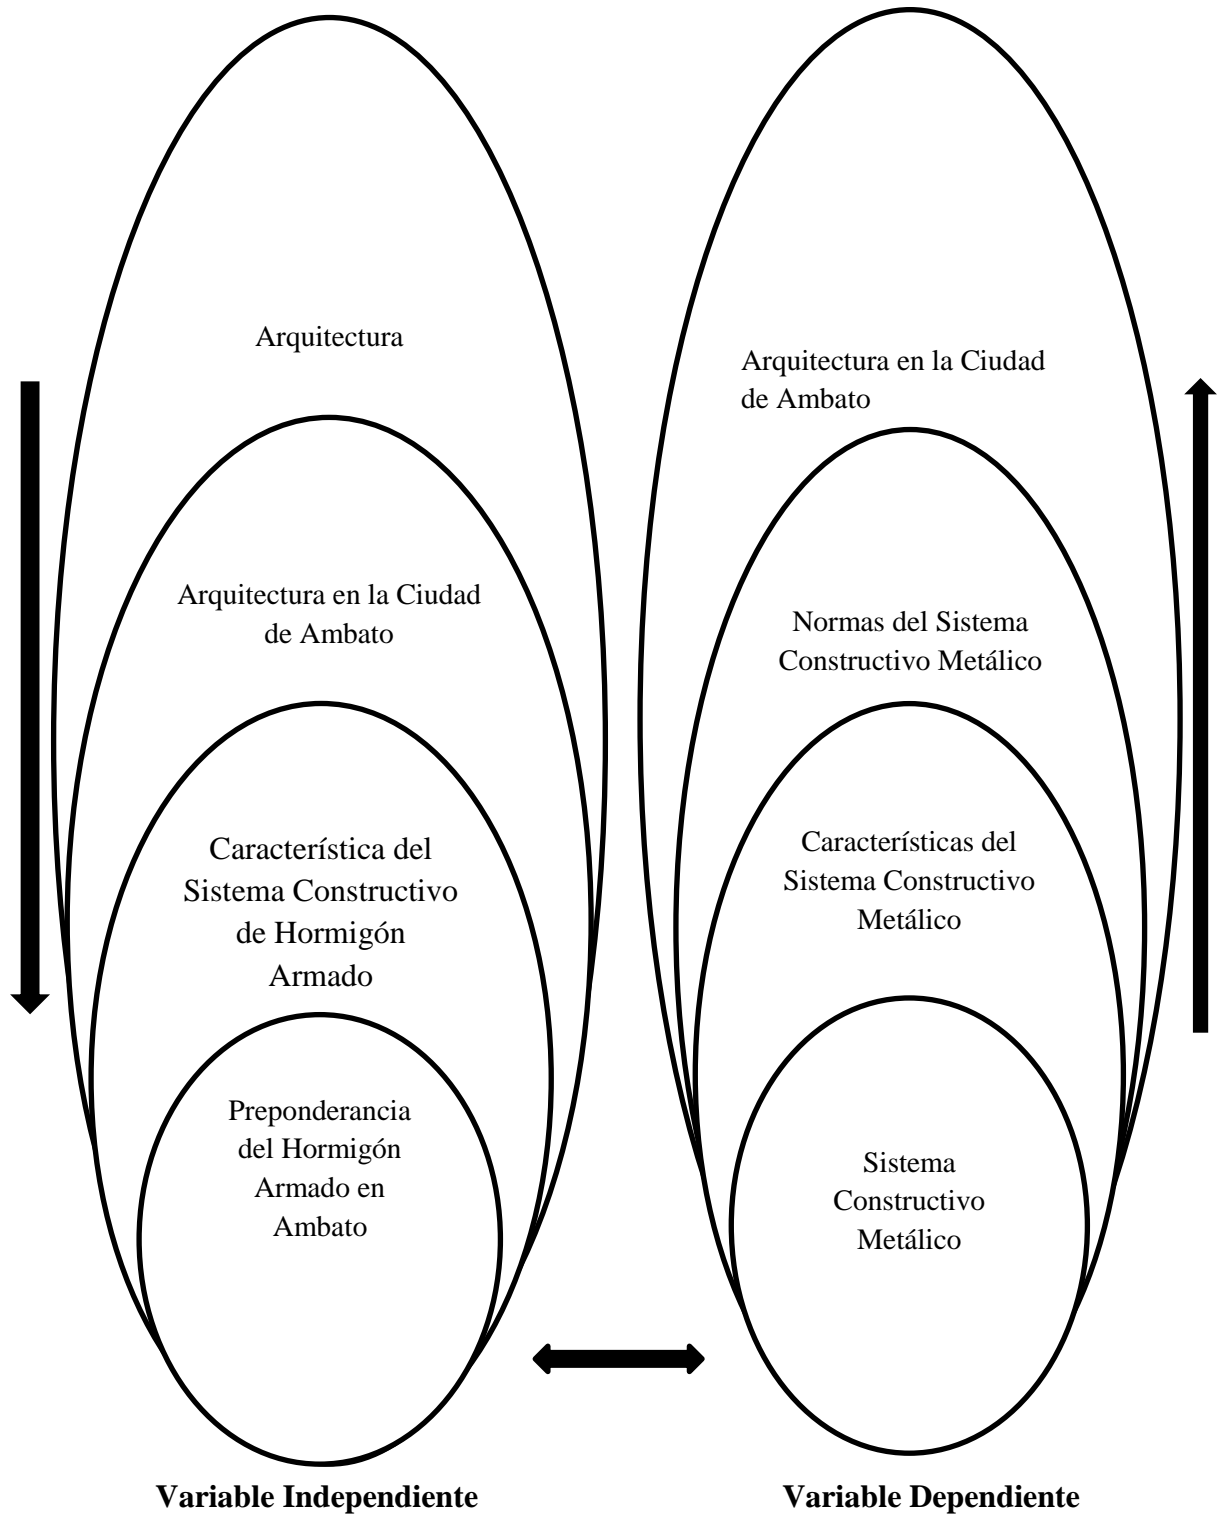 Arquitectura
Arquitectura en la Ciudad
de Ambato
Característica del
Sistema Constructivo
de Hormigón
Armado
Preponderancia
del Hormigón
Armado en
Ambato
Variable Independiente
Arquitectura en la Ciudad
de Ambato
Normas del Sistema
Constructivo Metálico
Características del
Sistema Constructivo
Metálico
Sistema
Constructivo
Metálico
Variable Dependiente